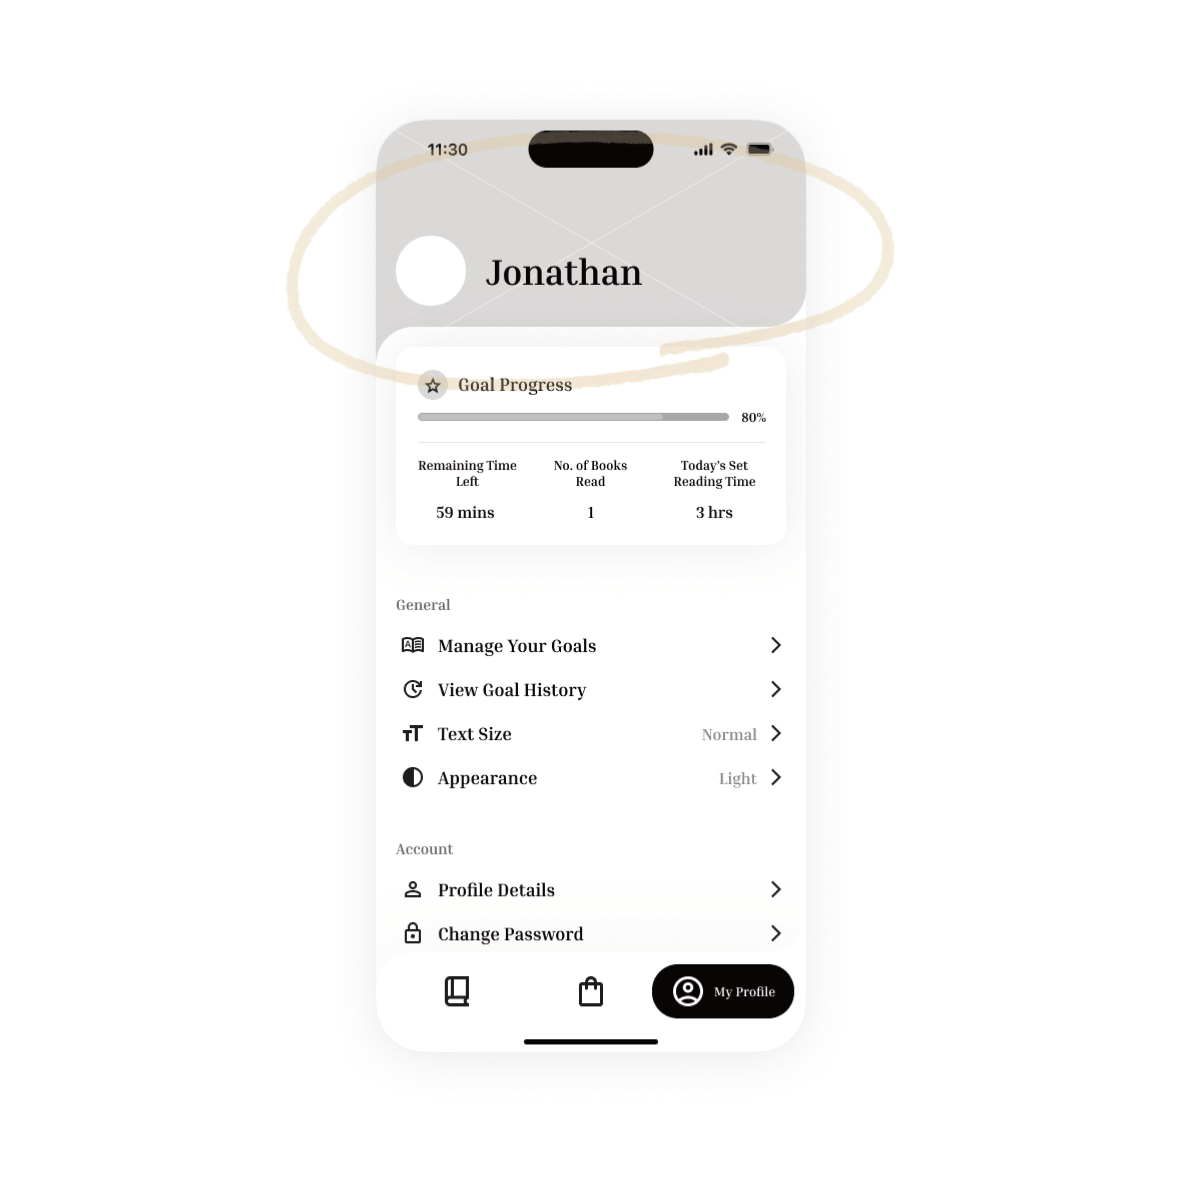 11:30
Jonathan
Goal Progress
80%
Remaining Time
Left
59 mins
No. of Books
Read
1
Today's Set
Reading Time
3 hrs
General
Manage Your Goals
View Goal History
Text Size
Normal
Appearance
Light
Account
Profile Details
Change Password
My Profile